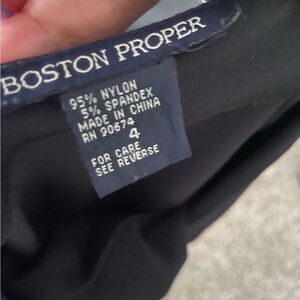 BOSTON PROPER
95% NYLON
5% SPANDEX
MADE IN CHINA
RN 90674
4
FOR CARE
SEE REVERSE